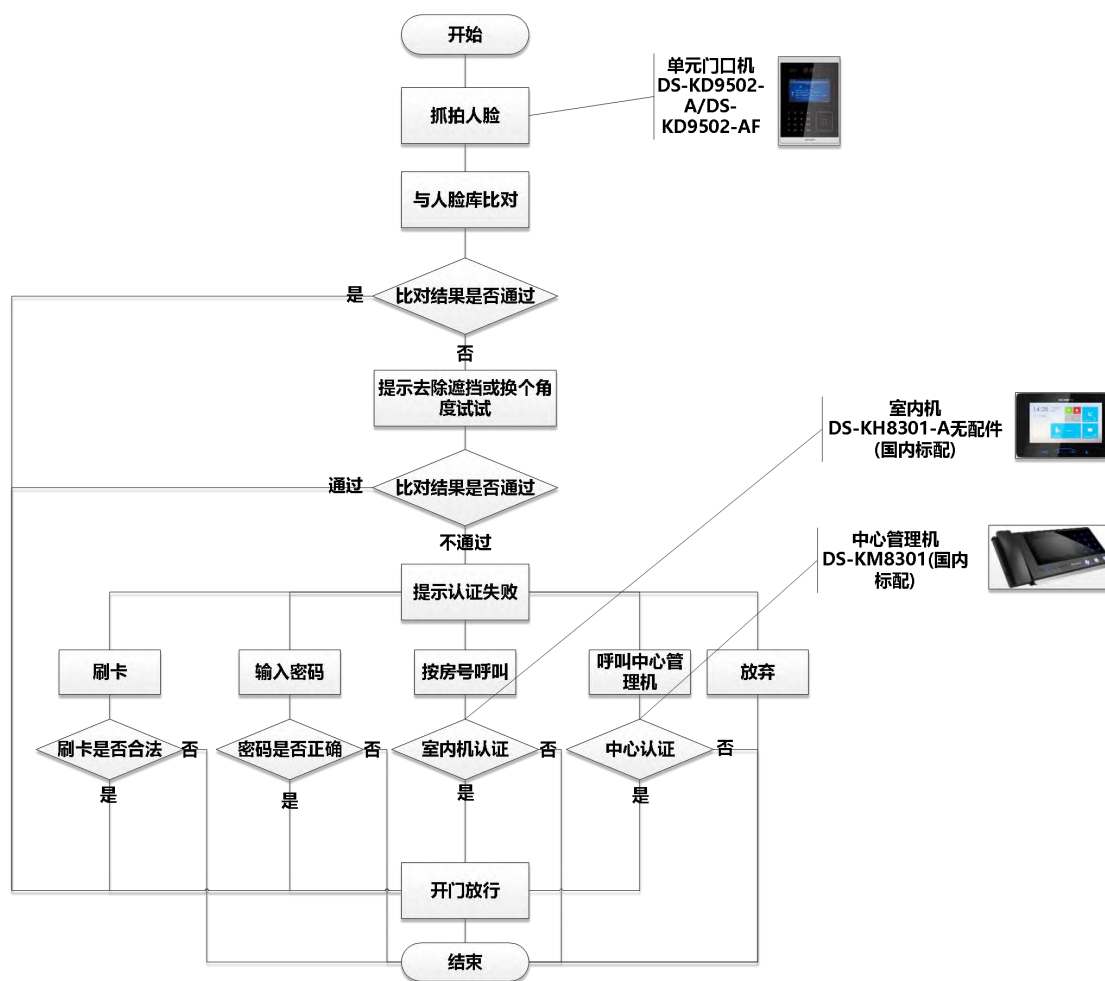 开始
抓拍人脸
单元门口机
DS-KD9502-
A/DS-
KD9502-AF
与人脸库比对
比对结果是否通过
是
否
提示去除遮挡或换个角
度试试
比对结果是否通过
通过
不通过
室内机
DS-KH8301-A无配件
(国内标配)
中心管理机
DS-KM8301(国内
标配)
提示认证失败
刷卡
输入密码
按房号呼叫
呼叫中心管
理机
放弃
刷卡是否合法
否
密码是否正确
否
室内机认证
否
中心认证
否
是
是
是
是
开门放行
结束